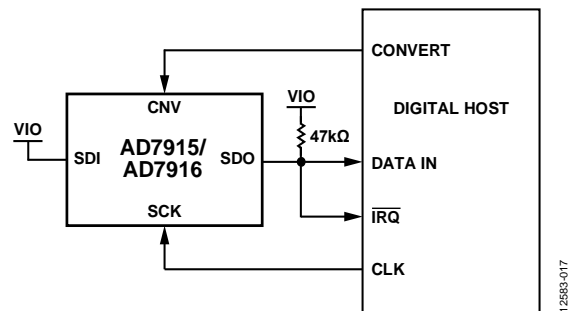 CONVERT
CNV
VIO
VIO
DIGITAL HOST
47kΩ
AD7915/
AD7916
SDI
SDO
DATA IN
SCK
IRQ
CLK
12583-017